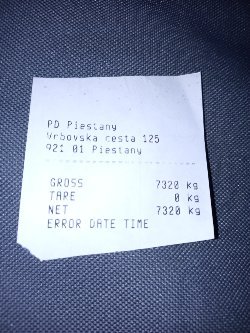 PD Piestany
Vrbovska cesta 125
921 01 Piestany
GROSS 7320 kg
TARE 0 kg
NET 7320 kg
ERROR DATE TIME